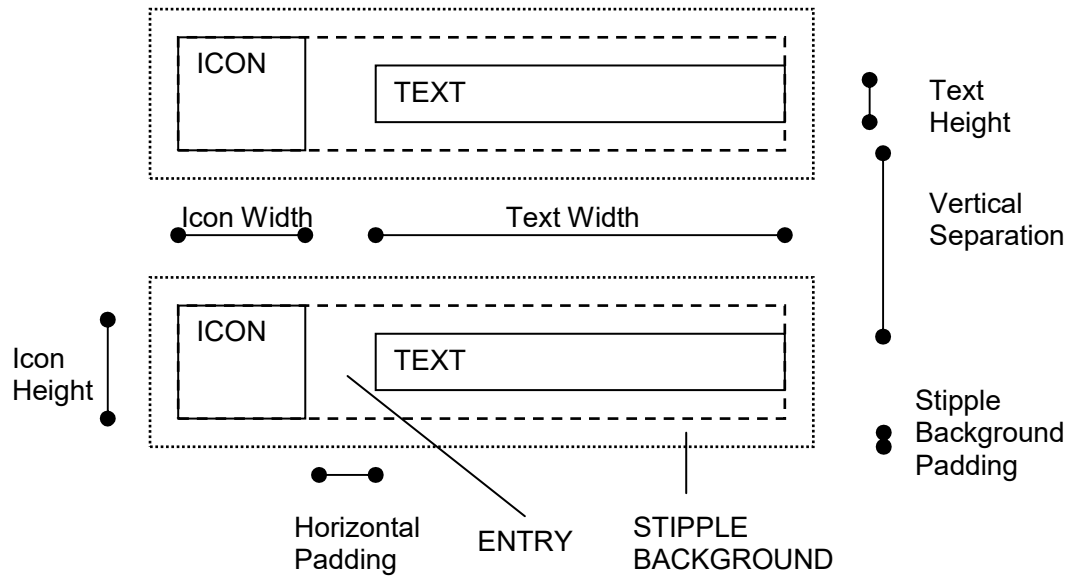 ICON
TEXT
Text
Height
Icon Width
Text Width
Vertical
Separation
ICON
TEXT
Icon
Height
Stipple
Background
Padding
Horizontal
Padding
ENTRY
STIPPLE
BACKGROUND